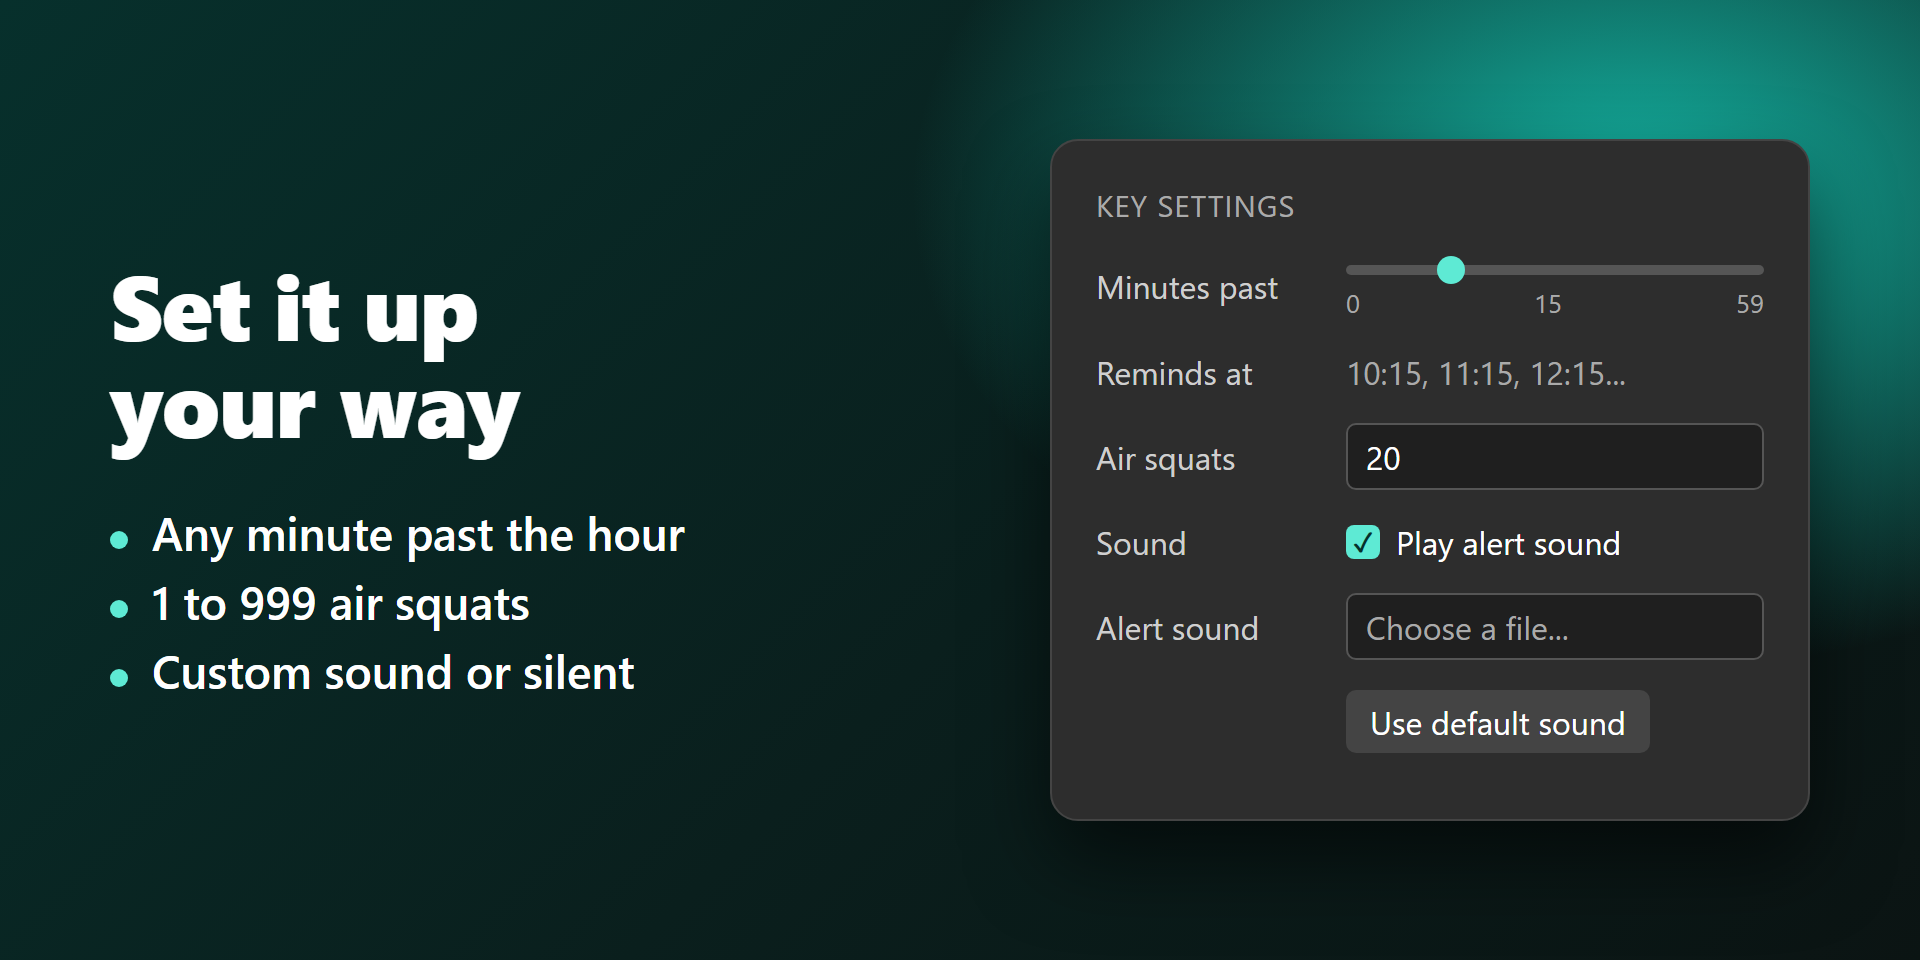 Set it up
your way
Any minute past the hour
1 to 999 air squats
Custom sound or silent
KEY SETTINGS
Minutes past
0 15 59
Reminds at 10:15, 11:15, 12:15...
Air squats 20
Sound Play alert sound
Alert sound Choose a file...
Use default sound